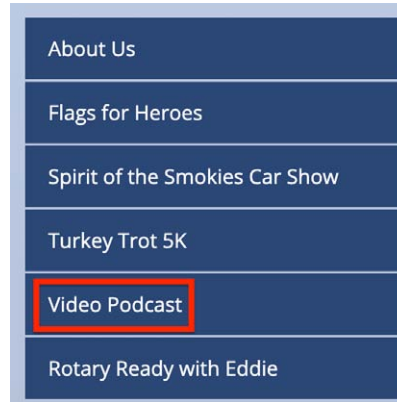 About Us
Flags for Heroes
Spirit of the Smokies Car Show
Turkey Trot 5K
Video Podcast
Rotary Ready with Eddie